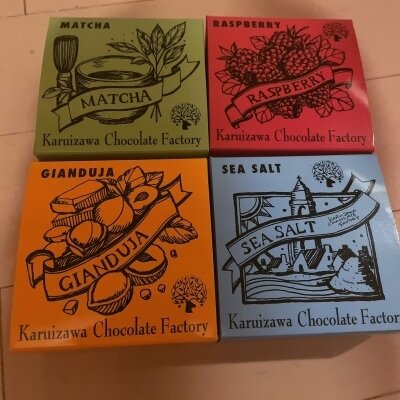 MATCHA
MATCHA
Karuizawa Chocolate Factory
RASPBERRY
RASPBERRY
Karuizawa Chocolate Factory
GIANDUJA
GIANDUJA
Karuizawa Chocolate Factory
SEA SALT
SEA SALT
Karuizawa Chocolate Factory